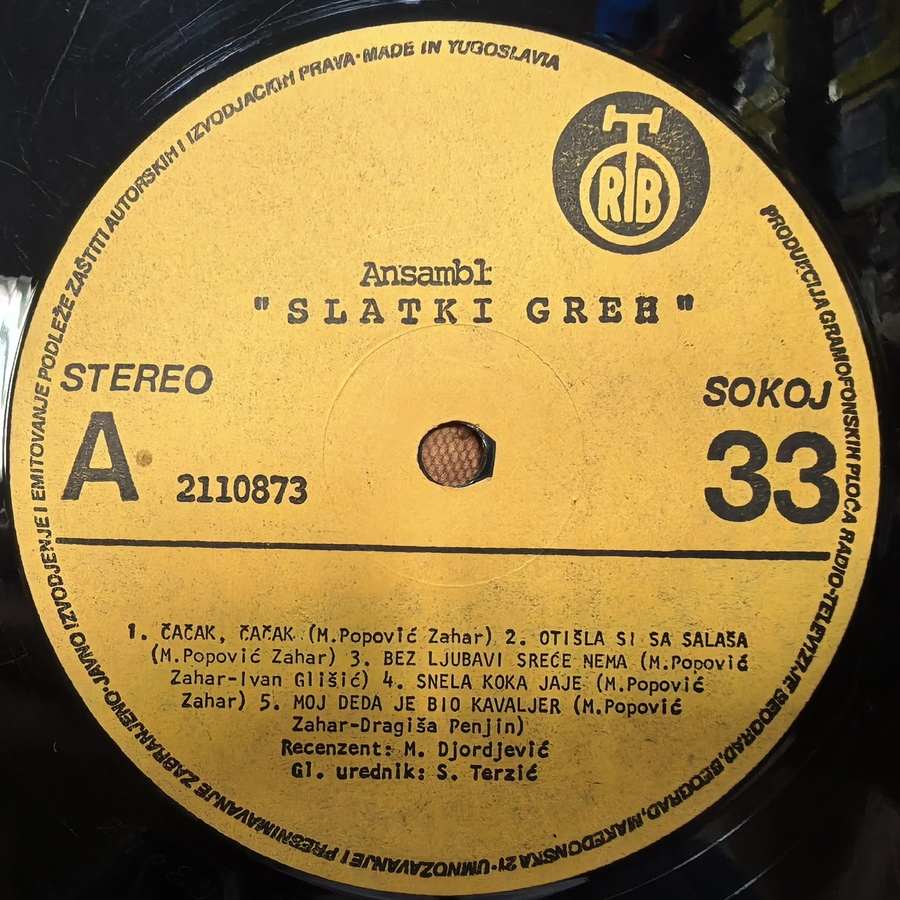 PRODUKCIJA GRAMOFONSKIH PLOČA RADIO-TELEVIZIJE BEOGRAD, BEOGRAD, MAKEDONSKA 21 · UMNOŽAVANJE I PRESNIMAVANJE ZABRANJENO · JAVNO IZVODJENJE I EMITOVANJE PODLEŽE ZAŠTITI AUTORSKIH I IZVODJAČKIH PRAVA · MADE IN YUGOSLAVIA
RTB
Ansambl:
"SLATKI GREH"
STEREO
SOKOJ
A
2110873
33
1. ČAČAK, ČAČAK (M.Popović Zahar) 2. OTIŠLA SI SA SALAŠA
(M.Popović Zahar) 3. BEZ LJUBAVI SREĆE NEMA (M.Popović
Zahar-Ivan Glišić) 4. SNELA KOKA JAJE (M.Popović
Zahar) 5. MOJ DEDA JE BIO KAVALJER (M.Popović
Zahar-Dragiša Penjin)
Recenzent: M. Djordjević
Gl. urednik: S. Terzić